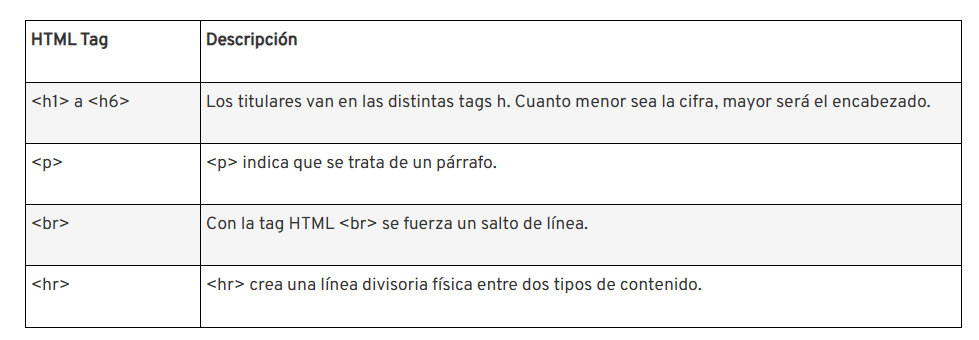 HTML Tag Descripción
<h1> a <h6> Los titulares van en las distintas tags h. Cuanto menor sea la cifra, mayor será el encabezado.
<p> <p> indica que se trata de un párrafo.
<br> Con la tag HTML <br> se fuerza un salto de línea.
<hr> <hr> crea una línea divisoria física entre dos tipos de contenido.